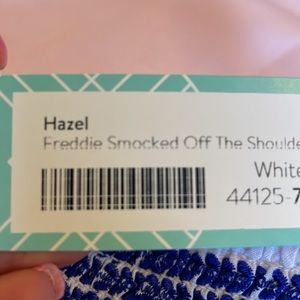 Hazel
Freddie Smocked Off The Shoulde
White
44125-7